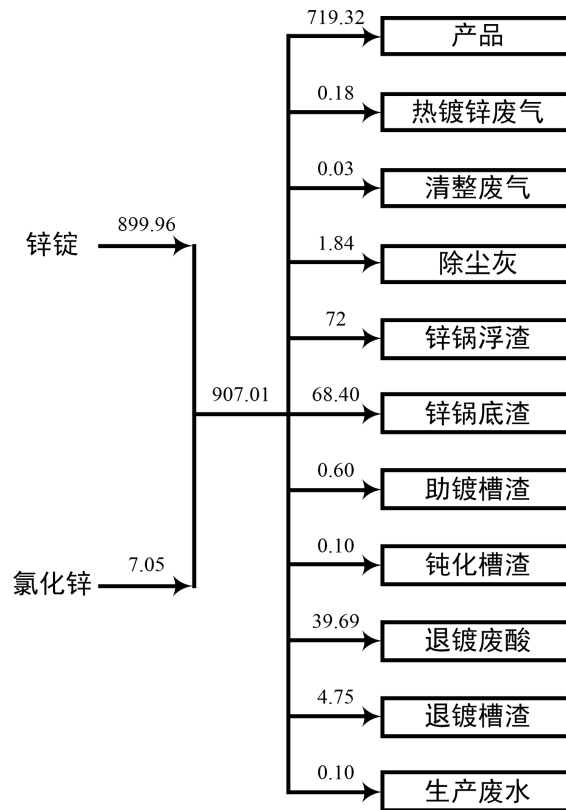 719.32
产品
0.18
热镀锌废气
0.03
清整废气
899.96
锌锭
1.84
除尘灰
72
锌锅浮渣
907.01
68.40
锌锅底渣
0.60
助镀槽渣
7.05
氯化锌
0.10
钝化槽渣
39.69
退镀废酸
4.75
退镀槽渣
0.10
生产废水